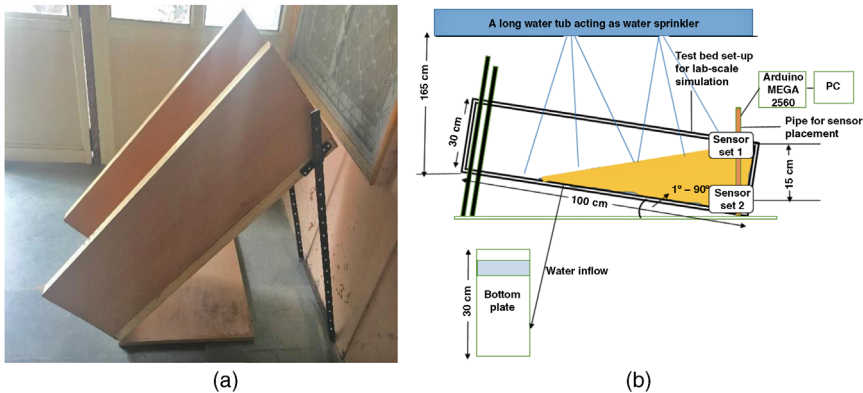 A long water tub acting as water sprinkler
Test bed set-up
for lab-scale
simulation
Arduino
MEGA
2560
PC
165 cm
30 cm
Pipe for sensor
placement
Sensor
set 1
15 cm
1° – 90°
Sensor
set 2
100 cm
Water inflow
30 cm
Bottom
plate
(a)
(b)